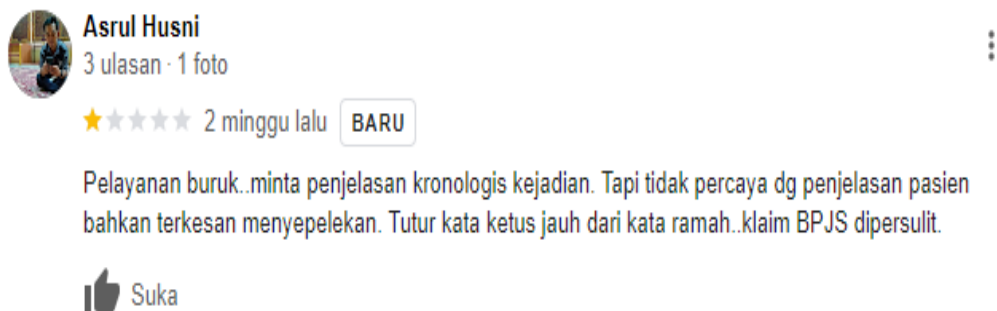 Asrul Husni
3 ulasan · 1 foto
2 minggu lalu BARU
Pelayanan buruk..minta penjelasan kronologis kejadian. Tapi tidak percaya dg penjelasan pasien
bahkan terkesan menyepelekan. Tutur kata ketus jauh dari kata ramah..klaim BPJS dipersulit.
Suka